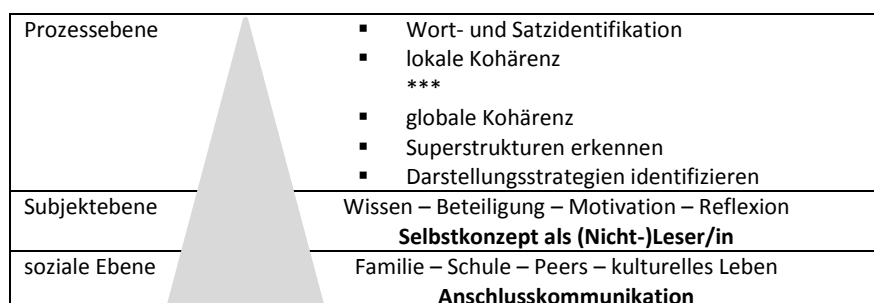 Prozessebene
▪ Wort- und Satzidentifikation
▪ lokale Kohärenz
***
▪ globale Kohärenz
▪ Superstrukturen erkennen
▪ Darstellungsstrategien identifizieren
Subjektebene
Wissen – Beteiligung – Motivation – Reflexion
Selbstkonzept als (Nicht-)Leser/in
soziale Ebene
Familie – Schule – Peers – kulturelles Leben
Anschlusskommunikation